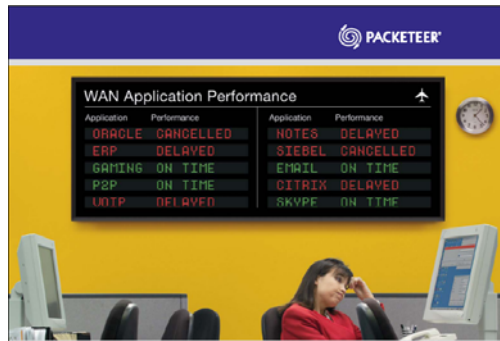 PACKETEER®
WAN Application Performance
Application Performance Application Performance
ORACLE CANCELLED NOTES DELAYED
ERP DELAYED SIEBEL CANCELLED
GAMING ON TIME EMAIL ON TIME
P2P ON TIME CITRIX DELAYED
VOIP DELAYED SKYPE ON TIME